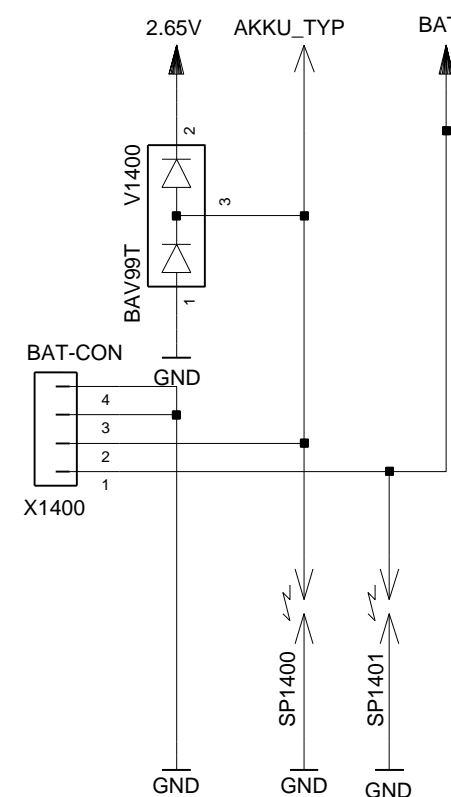 2.65V
AKKU_TYP
BAT
2
V1400
3
BAV99T
1
GND
BAT-CON
4
3
2
1
X1400
SP1400
SP1401
GND
GND
GND